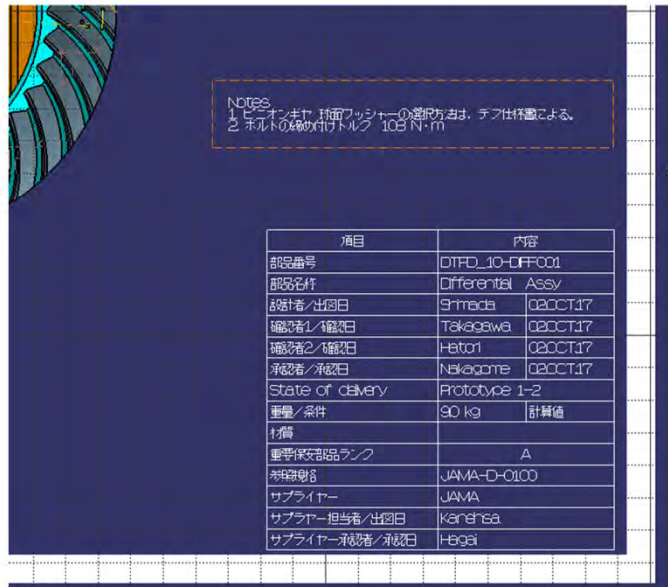 Notes
1. ピニオンギヤ 球面ワッシャーの選択方法は、デフ仕様書による。
2. ボルトの締め付けトルク 103 N・m
項目 内容
部品番号 DTPD_10-DIFF001
部品名称 Differential Assy
設計者/出図日 Shimada 02OCT.17
確認者1/確認日 Takagawa 02OCT.17
確認者2/確認日 Hatori 02OCT.17
承認者/承認日 Nakagome 02OCT.17
State of delivery Prototype 1-2
重量/条件 9.0 kg 計算値
材質
重要保安部品ランク A
参照規格 JAMA-D-0100
サプライヤー JAMA
サプラヤー担当者/出図日 Kanehisa
サプライヤー承認者/承認日 Hagai